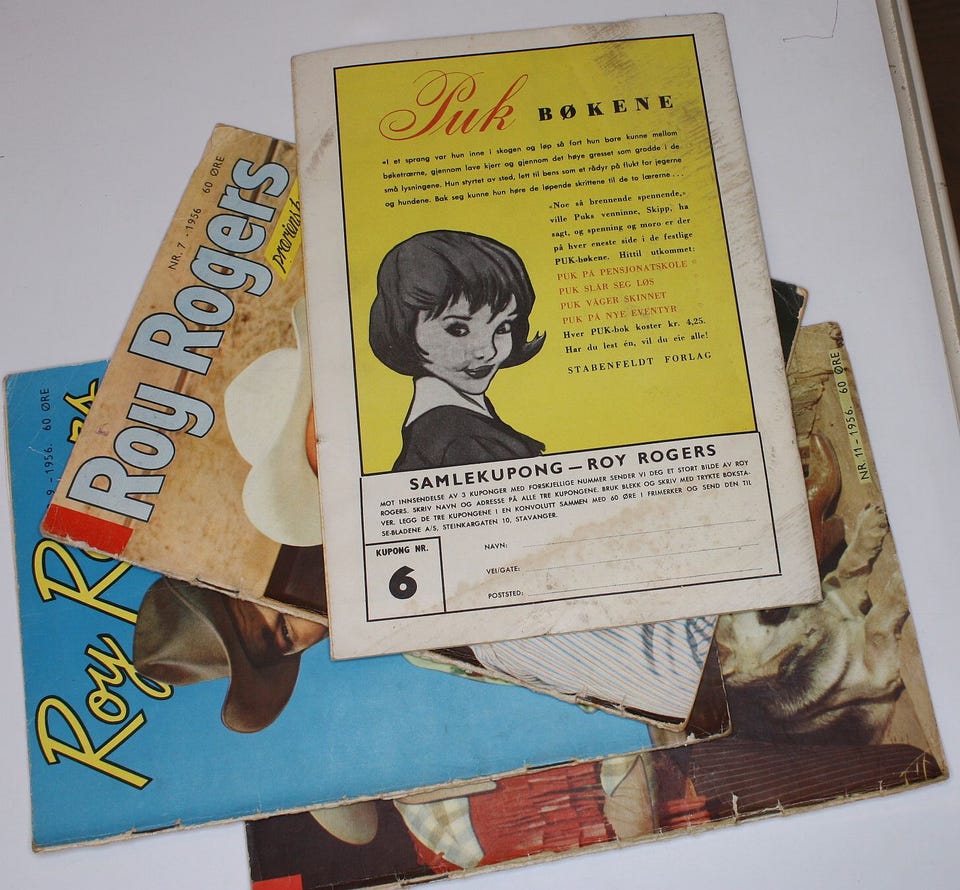 Puk BØKENE
«I et sprang var hun inne i skogen og løp så fort hun bare kunne mellom
bøketrærne, gjennom lave kjerr og gjennom det høye gresset som grodde i de
små lysningene. Hun styrtet av sted, lett til bens som et rådyr på flukt for jegerne
og hundene. Bak seg kunne hun høre de løpende skrittene til de to lærerne...
«Noe så brennende spennende,»
ville Puks venninne, Skipp, ha
sagt, og spenning og moro er der
på hver eneste side i de festlige
PUK-bøkene. Hittil utkommet:
PUK PÅ PENSJONATSKOLE
PUK SLÅR SEG LØS
PUK VÅGER SKINNET
PUK PÅ NYE EVENTYR
Hver PUK-bok koster kr. 4,25.
Har du lest én, vil du eie alle!
STABENFELDT FORLAG
SAMLEKUPONG — ROY ROGERS
MOT INNSENDELSE AV 3 KUPONGER MED FORSKJELLIGE NUMMER SENDER VI DEG ET STORT BILDE AV ROY
ROGERS. SKRIV NAVN OG ADRESSE PÅ ALLE TRE KUPONGENE. BRUK BLEKK OG SKRIV MED TRYKTE BOKSTA-
VER. LEGG DE TRE KUPONGENE I EN KONVOLUTT SAMMEN MED 60 ØRE I FRIMERKER OG SEND DEN TIL
SE-BLADENE A/S, STEINKARGATEN 10, STAVANGER.
KUPONG NR.
6
NAVN:
VEI/GATE:
POSTSTED:
NR. 7. - 1956 60 ØRE
Roy Rogers
præriens
9 - 1956. 60 ØRE
Roy
NR. 11 - 1956. 60 ØRE